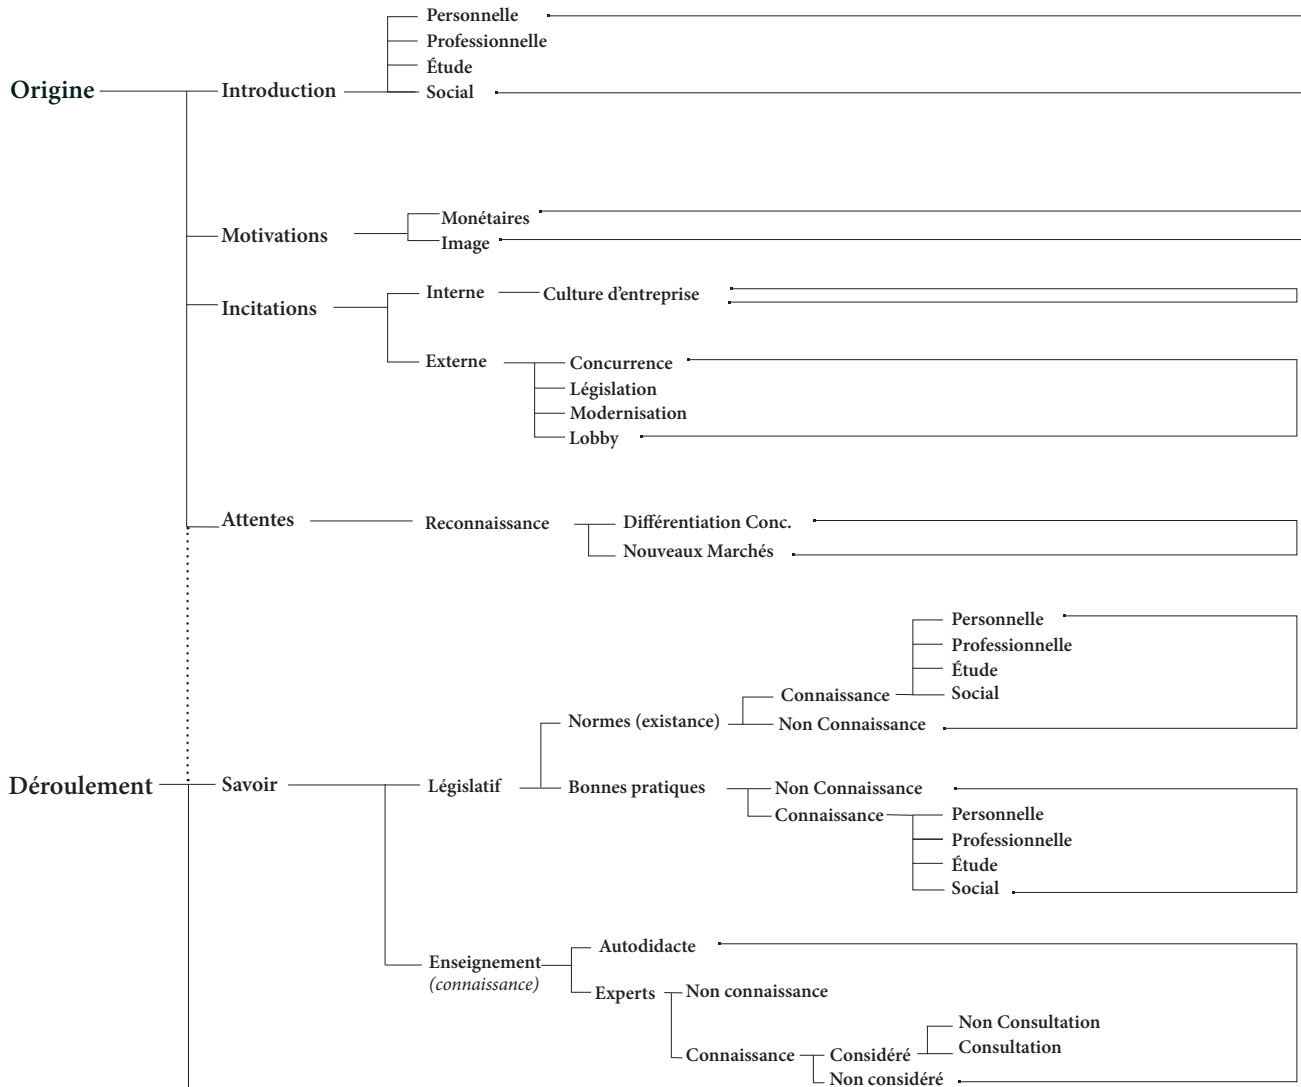 Personnelle
Professionnelle
Étude
Origine
Introduction
Social
Motivations
Monétaires
Image
Incitations
Interne
Culture d'entreprise
Externe
Concurrence
Législation
Modernisation
Lobby
Attentes
Reconnaissance
Différentiation Conc.
Nouveaux Marchés
Déroulement
Savoir
Législatif
Normes (existance)
Connaissance
Personnelle
Professionnelle
Étude
Social
Non Connaissance
Bonnes pratiques
Non Connaissance
Connaissance
Personnelle
Professionnelle
Étude
Social
Enseignement
(connaissance)
Autodidacte
Experts
Non connaissance
Connaissance
Considéré
Non Consultation
Consultation
Non considéré